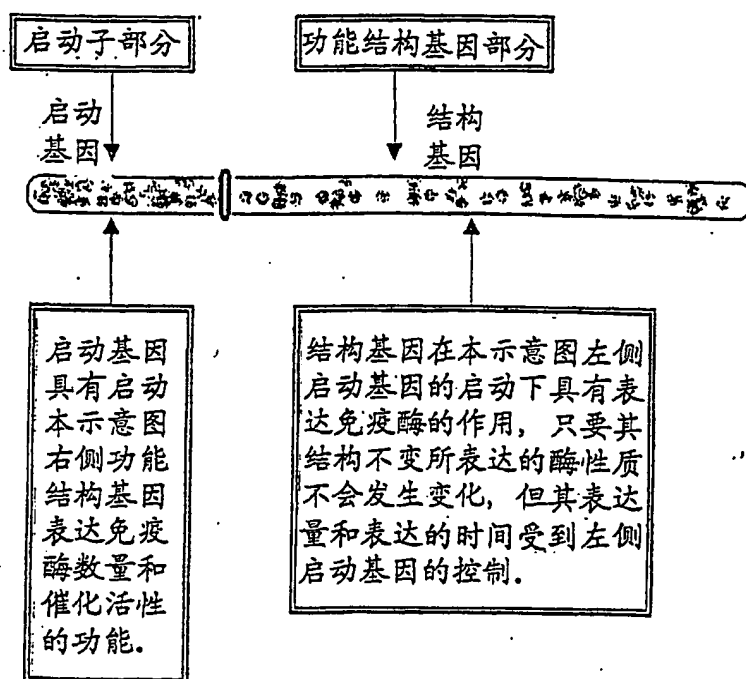 启动子部分
功能结构基因部分
启动
基因
结构
基因
启动基因
具有启动
本示意图
右侧功能
结构基因
表达免疫
酶数量和
催化活性
的功能.
结构基因在本示意图左侧
启动基因的启动下具有表
达免疫酶的作用, 只要其
结构不变所表达的酶性质
不会发生变化, 但其表达
量和表达的时间受到左侧
启动基因的控制.